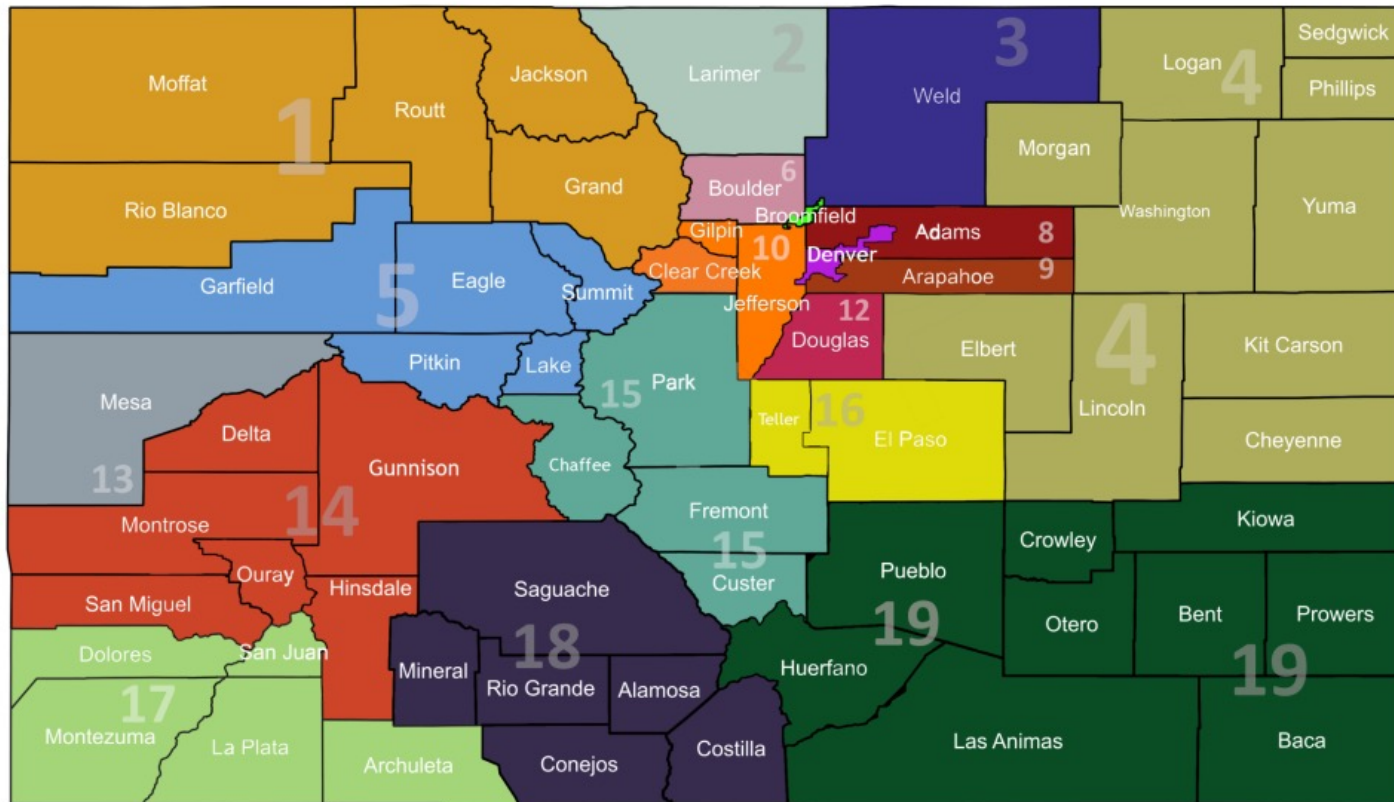 Moffat
Routt
Jackson
Larimer
2
3
Weld
Logan
4
Sedgwick
Phillips
1
Rio Blanco
Grand
Boulder
6
Morgan
Washington
Yuma
Broomfield
Gilpin
10
Adams
8
Denver
Clear Creek
Arapahoe
9
Garfield
5
Eagle
Summit
Jefferson
12
Douglas
Elbert
4
Lincoln
Kit Carson
Pitkin
Lake
Park
15
Mesa
13
Delta
Gunnison
Chaffee
Teller
16
El Paso
Cheyenne
Montrose
14
Fremont
15
Custer
Kiowa
Crowley
Pueblo
19
Ouray
Hinsdale
San Miguel
Saguache
18
Otero
Bent
Prowers
19
Dolores
San Juan
Mineral
Rio Grande
Alamosa
Huerfano
17
Montezuma
La Plata
Archuleta
Conejos
Costilla
Las Animas
Baca